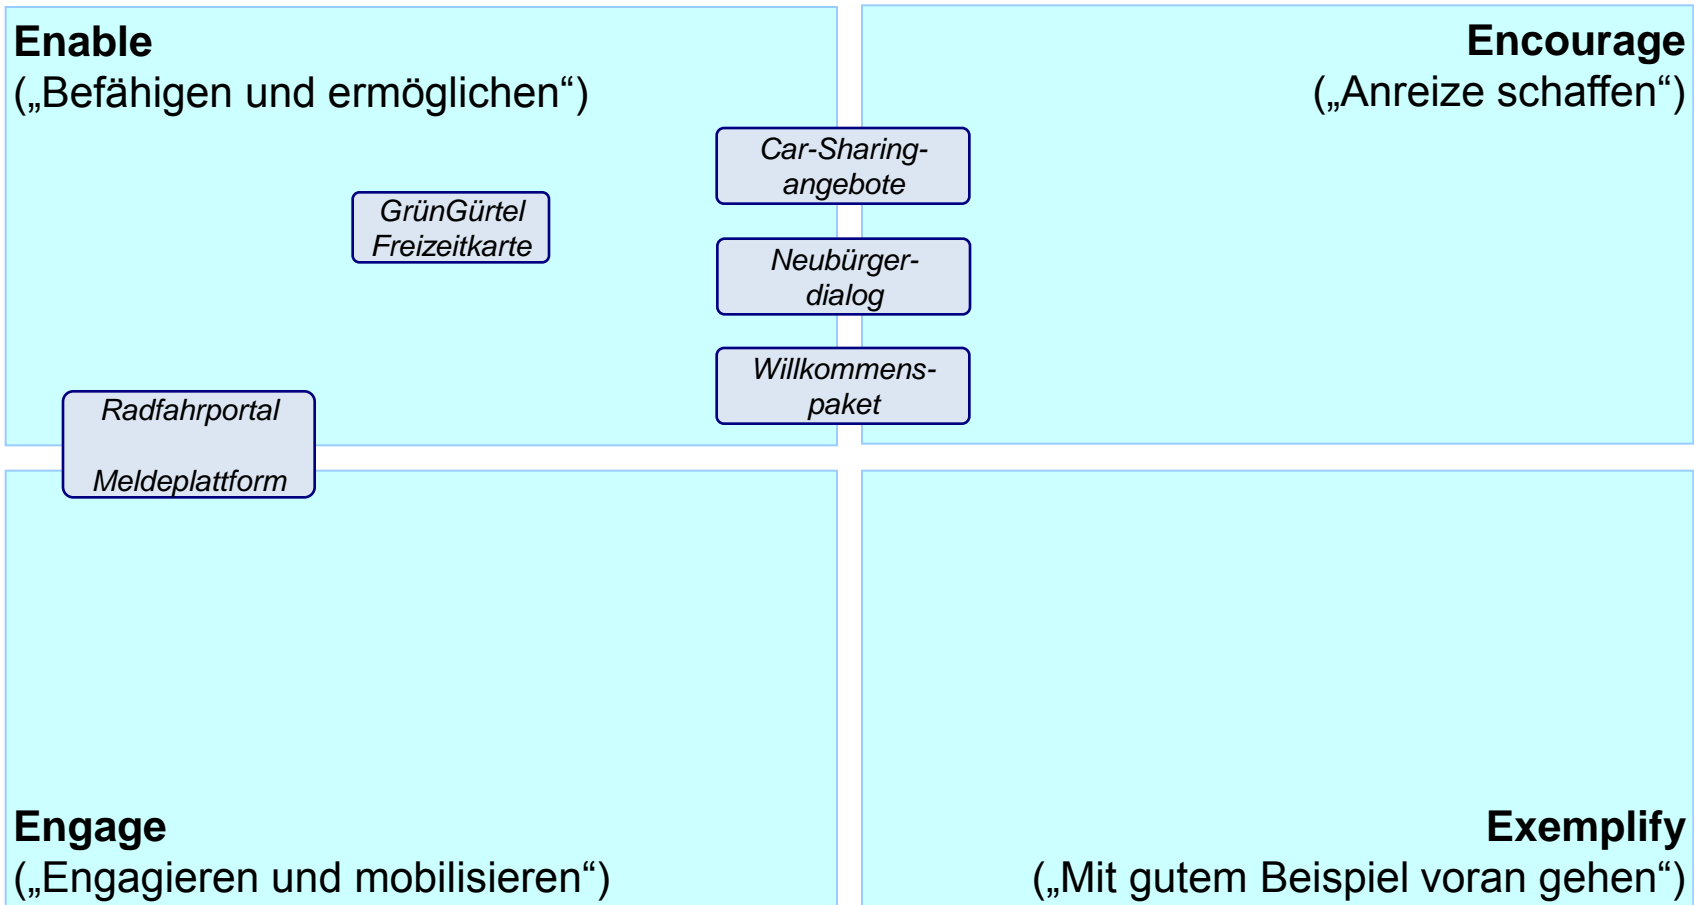 Enable
(„Befähigen und ermöglichen“)
Encourage
(„Anreize schaffen“)
Car-Sharing-
angebote
GrünGürtel
Freizeitkarte
Neubürger-
dialog
Willkommens-
paket
Radfahrportal
Meldeplattform
Engage
(„Engagieren und mobilisieren“)
Exemplify
(„Mit gutem Beispiel voran gehen“)